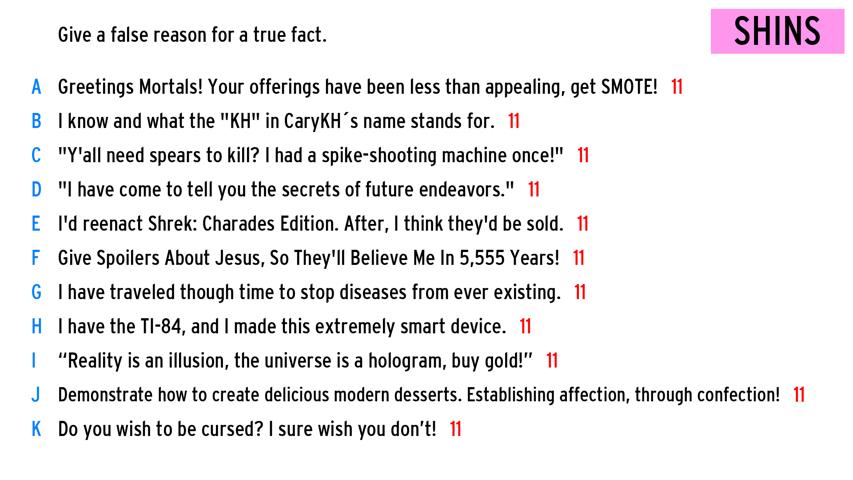 Give a false reason for a true fact.
SHINS
A Greetings Mortals! Your offerings have been less than appealing, get SMOTE! 11
B I know and what the "KH" in CaryKH´s name stands for. 11
C "Y'all need spears to kill? I had a spike-shooting machine once!" 11
D "I have come to tell you the secrets of future endeavors." 11
E I'd reenact Shrek: Charades Edition. After, I think they'd be sold. 11
F Give Spoilers About Jesus, So They'll Believe Me In 5,555 Years! 11
G I have traveled though time to stop diseases from ever existing. 11
H I have the TI-84, and I made this extremely smart device. 11
I “Reality is an illusion, the universe is a hologram, buy gold!” 11
J Demonstrate how to create delicious modern desserts. Establishing affection, through confection! 11
K Do you wish to be cursed? I sure wish you don’t! 11